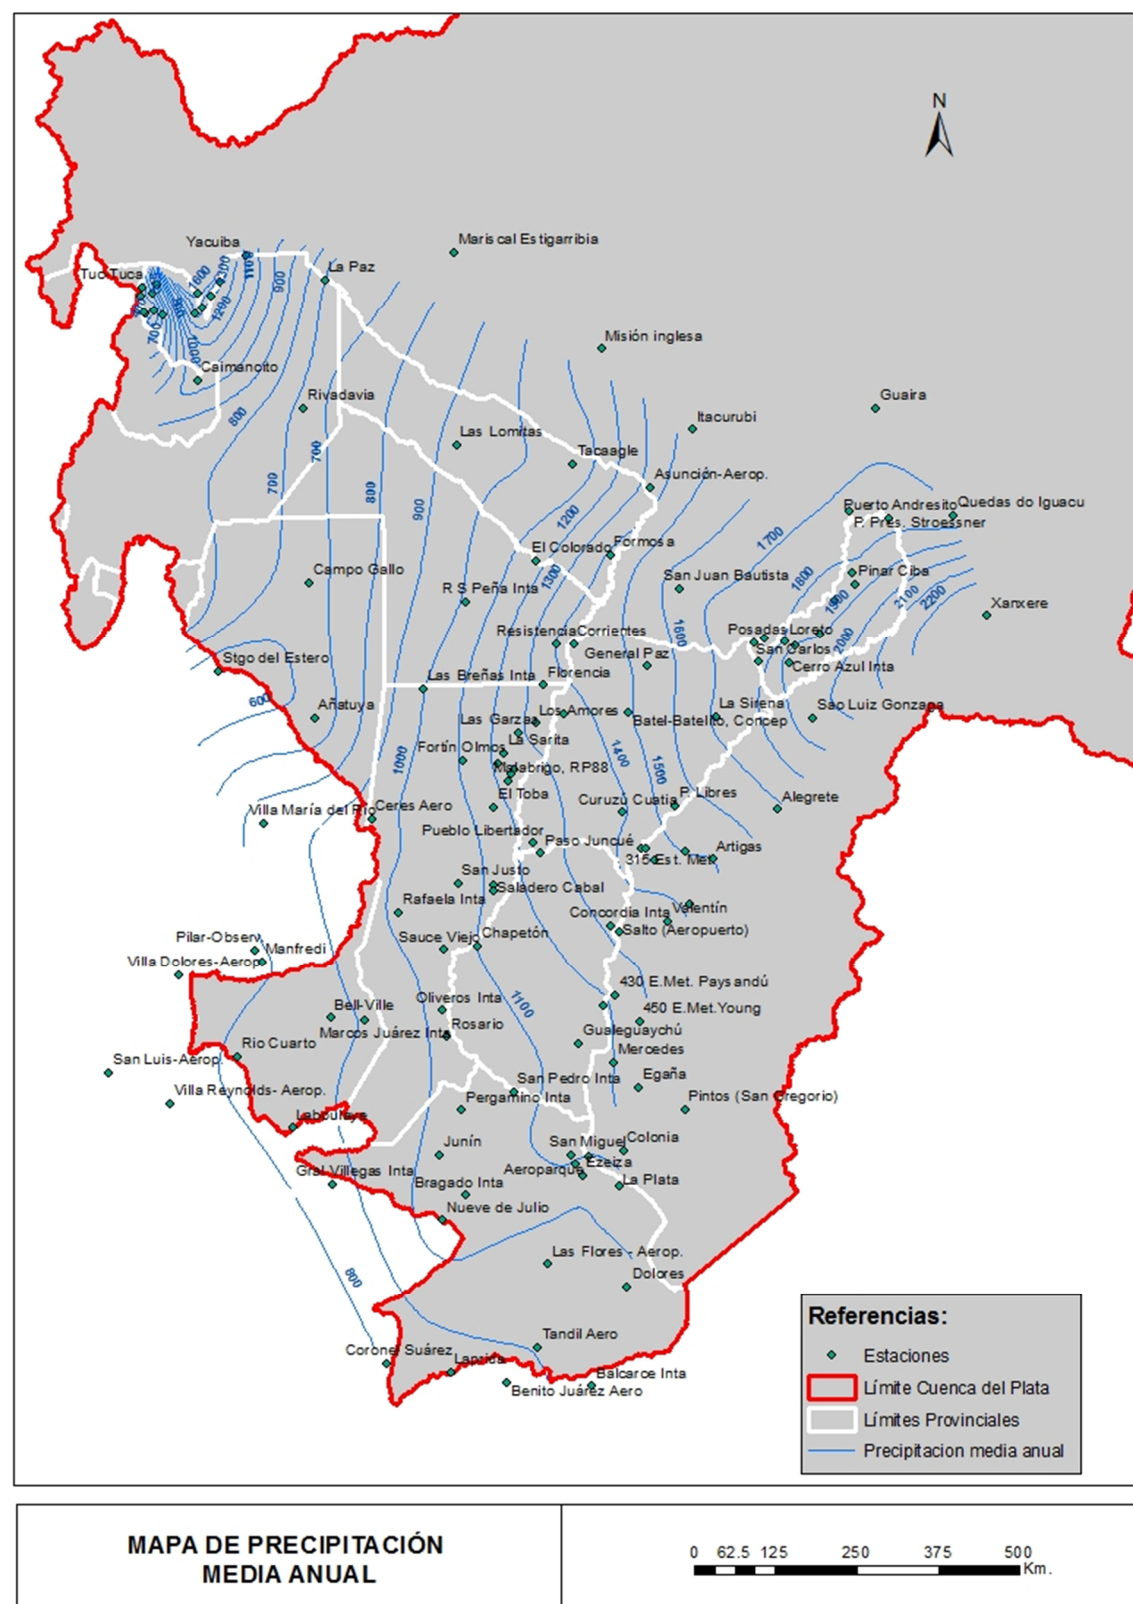 N
Yacuiba
Mariscal Estigarribia
Tuc Tuca
La Paz
1600
1300
1200
900
700
1000
Misión inglesa
Caimancito
Rivadavia
Guaira
800
Itacurubi
Las Lomitas
700
Tacaagle
Asunción-Aerop.
700
800
900
1200
Puerto Andresito
Quedas do Iguacu
P. Pres. Stroessner
1700
El Colorado
Formosa
Campo Gallo
1300
San Juan Bautista
1800
Pinar Ciba
R S Peña Inta
1900
2100
2200
Xanxere
Resistencia
Corrientes
1600
Posadas
Loreto
2000
General Paz
San Carlos
Stgo del Estero
Cerro Azul Inta
Las Breñas Inta
Florencia
600
Añatuya
Los Amores
La Sirena
Sao Luiz Gonzaga
Las Garzas
Batel-Batelito, Concep
La Sarita
Fortín Olmos
1000
1400
1500
Malabrigo, RP88
El Toba
P. Libres
Curuzú Cuatia
Alegrete
Villa María del Río
Ceres Aero
Pueblo Libertador
Paso Juncué
315 Est. Met
Artigas
San Justo
Saladero Cabal
Rafaela Inta
Concordia Inta
Valentín
Salto (Aeropuerto)
Pilar-Observ.
Manfredi
Sauce Viejo
Chapetón
Villa Dolores-Aerop.
430 E.Met. Paysandú
Bell-Ville
Oliveros Inta
1100
450 E.Met.Young
Marcos Juárez Inta
Rosario
Rio Cuarto
Gualeguaychú
Mercedes
San Luis-Aerop.
Egaña
Villa Reynolds- Aerop.
San Pedro Inta
Pergamino Inta
Pintos (San Gregorio)
Laboulaye
Junín
San Miguel
Colonia
Gral Villegas Inta
Aeroparque
Ezeiza
Bragado Inta
La Plata
Nueve de Julio
Las Flores - Aerop.
800
Dolores
Tandil Aero
Coronel Suárez
Laprida
Balcarce Inta
Benito Juárez Aero
Referencias:
Estaciones
Límite Cuenca del Plata
Límites Provinciales
Precipitacion media anual
MAPA DE PRECIPITACIÓN
MEDIA ANUAL
0 62.5 125 250 375 500
Km.